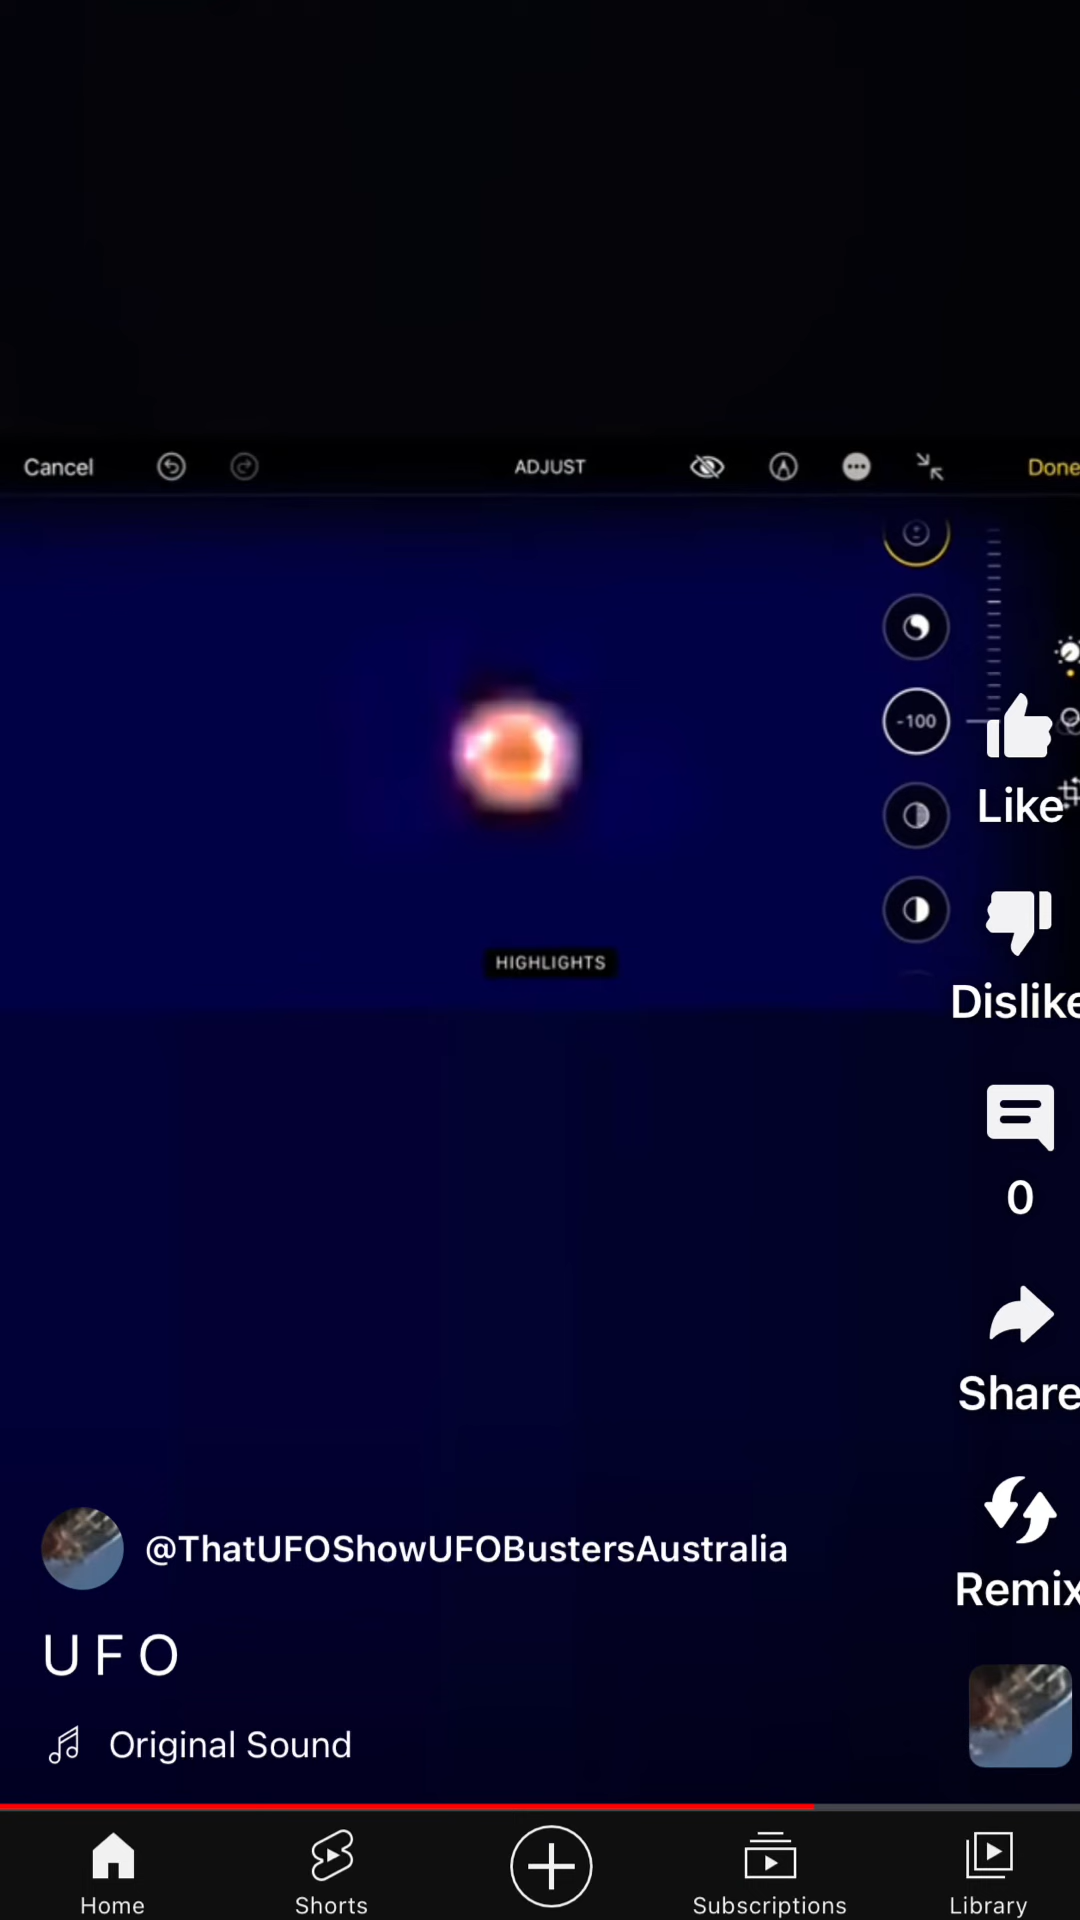 Cancel
ADJUST
Done
-100
Like
Dislike
HIGHLIGHTS
0
Share
Remix
@ThatUFOShowUFOBustersAustralia
U F O
Original Sound
Home
Shorts
Subscriptions
Library